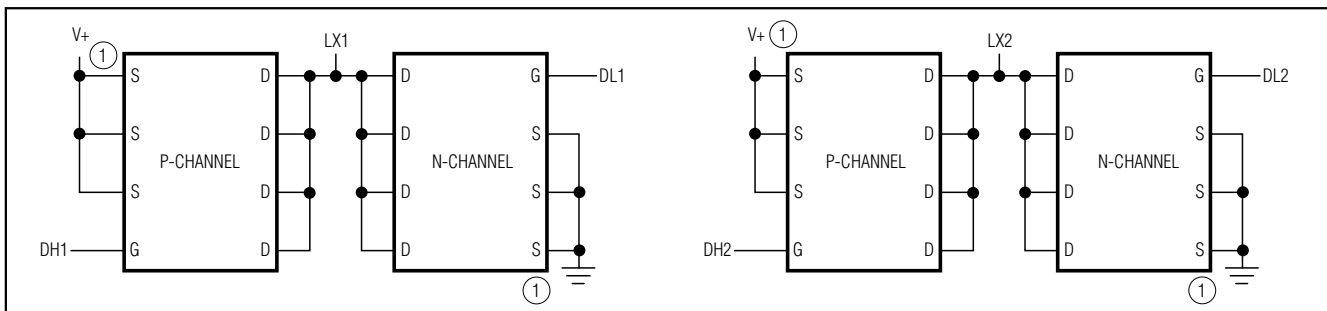 V+ 1 LX1 V+ 1 LX2
S D D G DL1 S D D G DL2
S D D S S D D S
P-CHANNEL N-CHANNEL P-CHANNEL N-CHANNEL
S D D S S D D S
DH1 G D D S DH2 G D D S
1 1